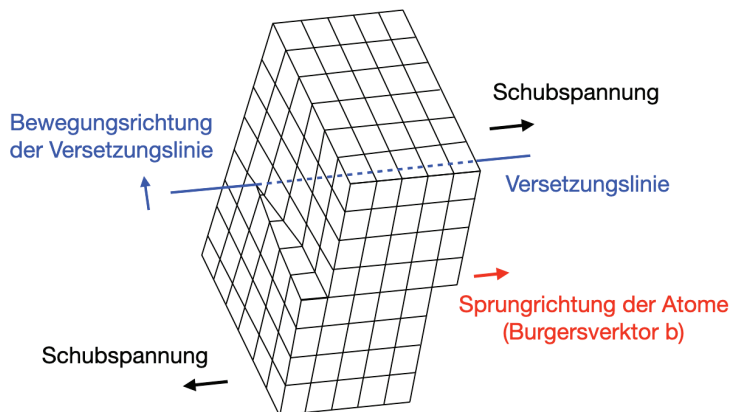 Schubspannung
Bewegungsrichtung
der Versetzungslinie
Versetzungslinie
Sprungrichtung der Atome
(Burgersverktor b)
Schubspannung